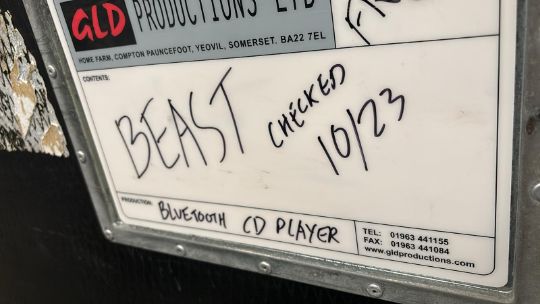 GLD PRODUCTIONS LTD
HOME FARM, COMPTON PAUNCEFOOT, YEOVIL, SOMERSET. BA22 7EL
CONTENTS:
BEAST
CHECKED
10/23
PRODUCTION:
BLUETOOTH CD PLAYER
TEL: 01963 441155
FAX: 01963 441084
www.gldproductions.com